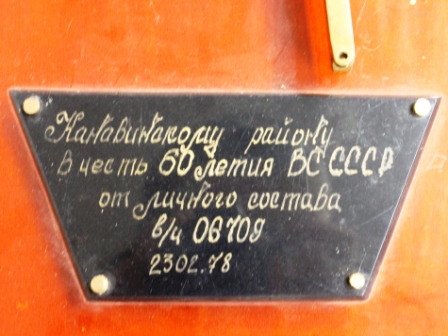 Канавинскому району
в честь 60 летия ВС СССР
от личного состава
в/ч 06709
23 02. 78